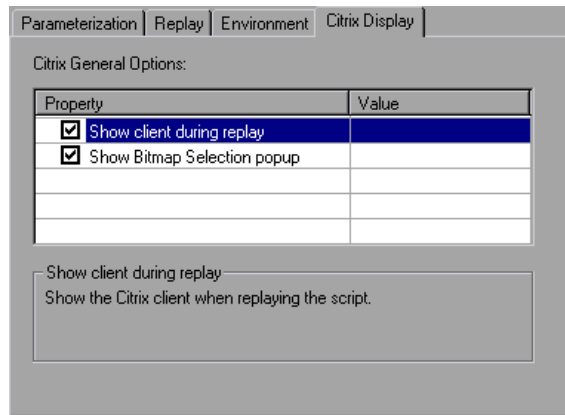 Parameterization Replay Environment Citrix Display
Citrix General Options:
Property Value
Show client during replay
Show Bitmap Selection popup
Show client during replay
Show the Citrix client when replaying the script.